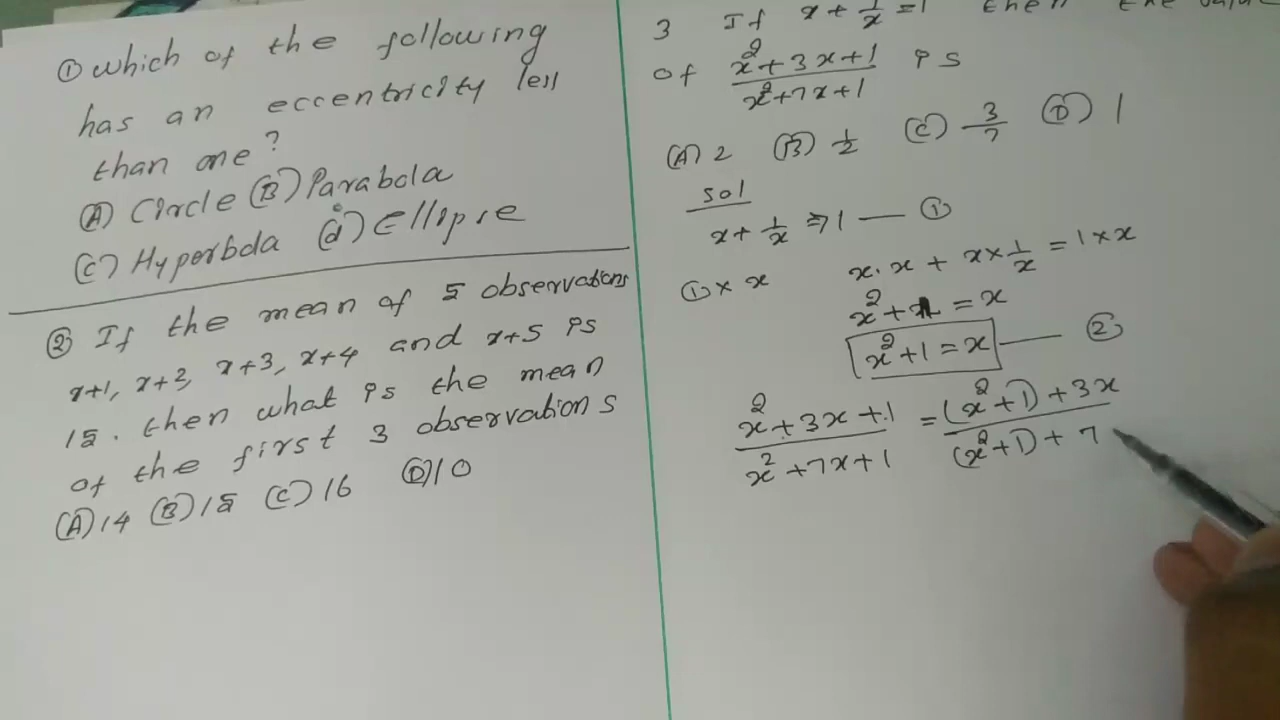 ① Which of the following
has an eccentricity less
than one?
(A) Circle (B) Parabola
(C) Hyperbola (d) Ellipse
② If the mean of 5 observations
x+1, x+2, x+3, x+4 and x+5 is
15. then what is the mean
of the first 3 observations
(A) 14 (B) 15 (C) 16 (D) 10
3 If x + 1/x = 1 then the value
of (x²+3x+1)/(x²+7x+1) is
(A) 2 (B) 1/2 (C) 3/7 (D) 1
sol
x + 1/x = 1 — ①
① × x x·x + x × 1/x = 1 × x
x² + 1 = x
x² + 1 = x — ②
(x² + 3x + 1)/(x² + 7x + 1) = ((x² + 1) + 3x)/((x² + 1) + 7